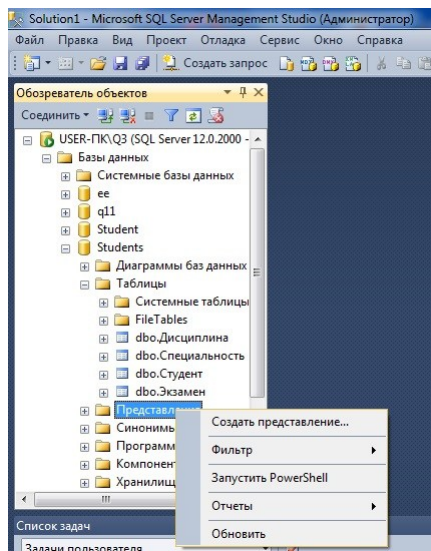 Solution1 - Microsoft SQL Server Management Studio (Администратор)
Файл Правка Вид Проект Отладка Сервис Окно Справка
Создать запрос
Обозреватель объектов
Соединить
USER-ПК\Q3 (SQL Server 12.0.2000 -
Базы данных
Системные базы данных
ee
q11
Student
Students
Диаграммы баз данных
Таблицы
Системные таблицы
FileTables
dbo.Дисциплина
dbo.Специальность
dbo.Студент
dbo.Экзамен
Представление
Синонимы
Программ
Компонент
Хранилищ
Создать представление...
Фильтр
Запустить PowerShell
Отчеты
Обновить
Список задач
Задачи пользователя